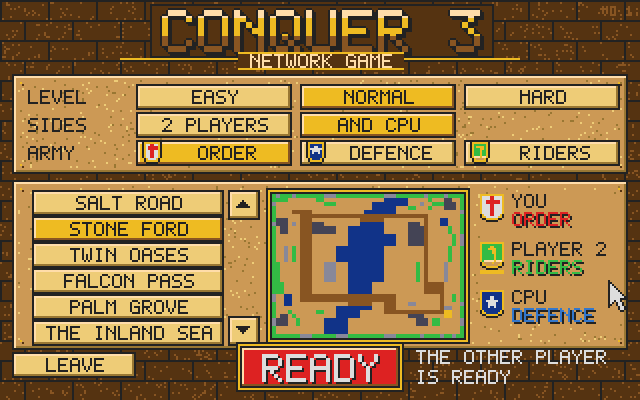 CONQUER 3
NETWORK GAME
LEVEL EASY NORMAL HARD
SIDES 2 PLAYERS AND CPU
ARMY ORDER DEFENCE RIDERS
SALT ROAD
STONE FORD
TWIN OASES
FALCON PASS
PALM GROVE
THE INLAND SEA
YOU
ORDER
PLAYER 2
RIDERS
CPU
DEFENCE
LEAVE
READY
THE OTHER PLAYER
IS READY